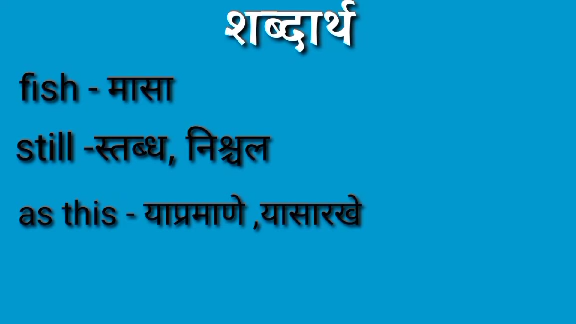 शब्दार्थ
fish - मासा
still -स्तब्ध, निश्चल
as this - याप्रमाणे ,यासारखे